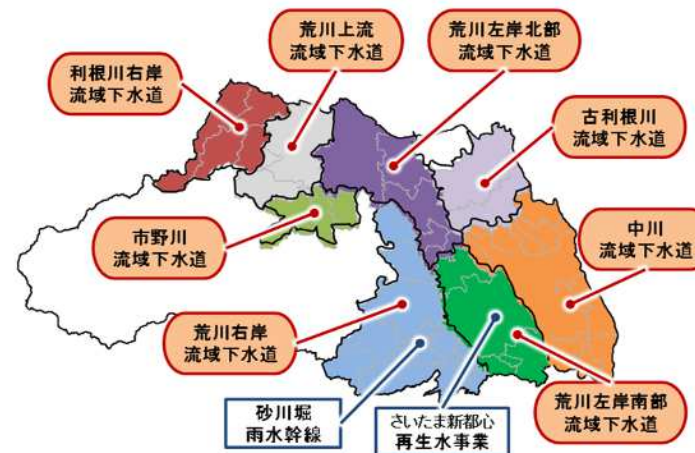 荒川上流
流域下水道
荒川左岸北部
流域下水道
利根川右岸
流域下水道
古利根川
流域下水道
市野川
流域下水道
中川
流域下水道
荒川右岸
流域下水道
砂川堀
雨水幹線
さいたま新都心
再生水事業
荒川左岸南部
流域下水道